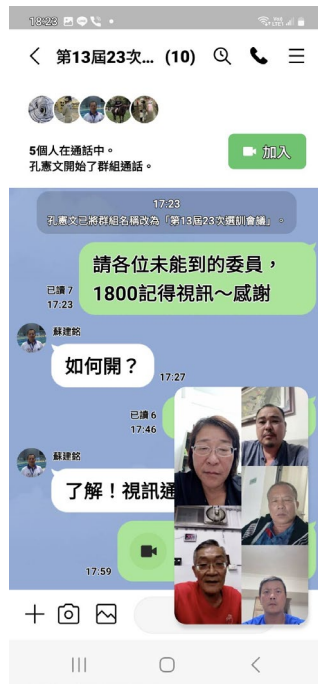 18:23
第13屆23次... (10)
5個人在通話中。
孔憲文開始了群組通話。
加入
17:23
孔憲文已將群組名稱改為「第13屆23次選訓會議」。
請各位未能到的委員，
1800記得視訊～感謝
已讀 7
17:23
蘇建銘
如何開？
17:27
已讀 6
17:46
蘇建銘
了解！視訊通
17:59